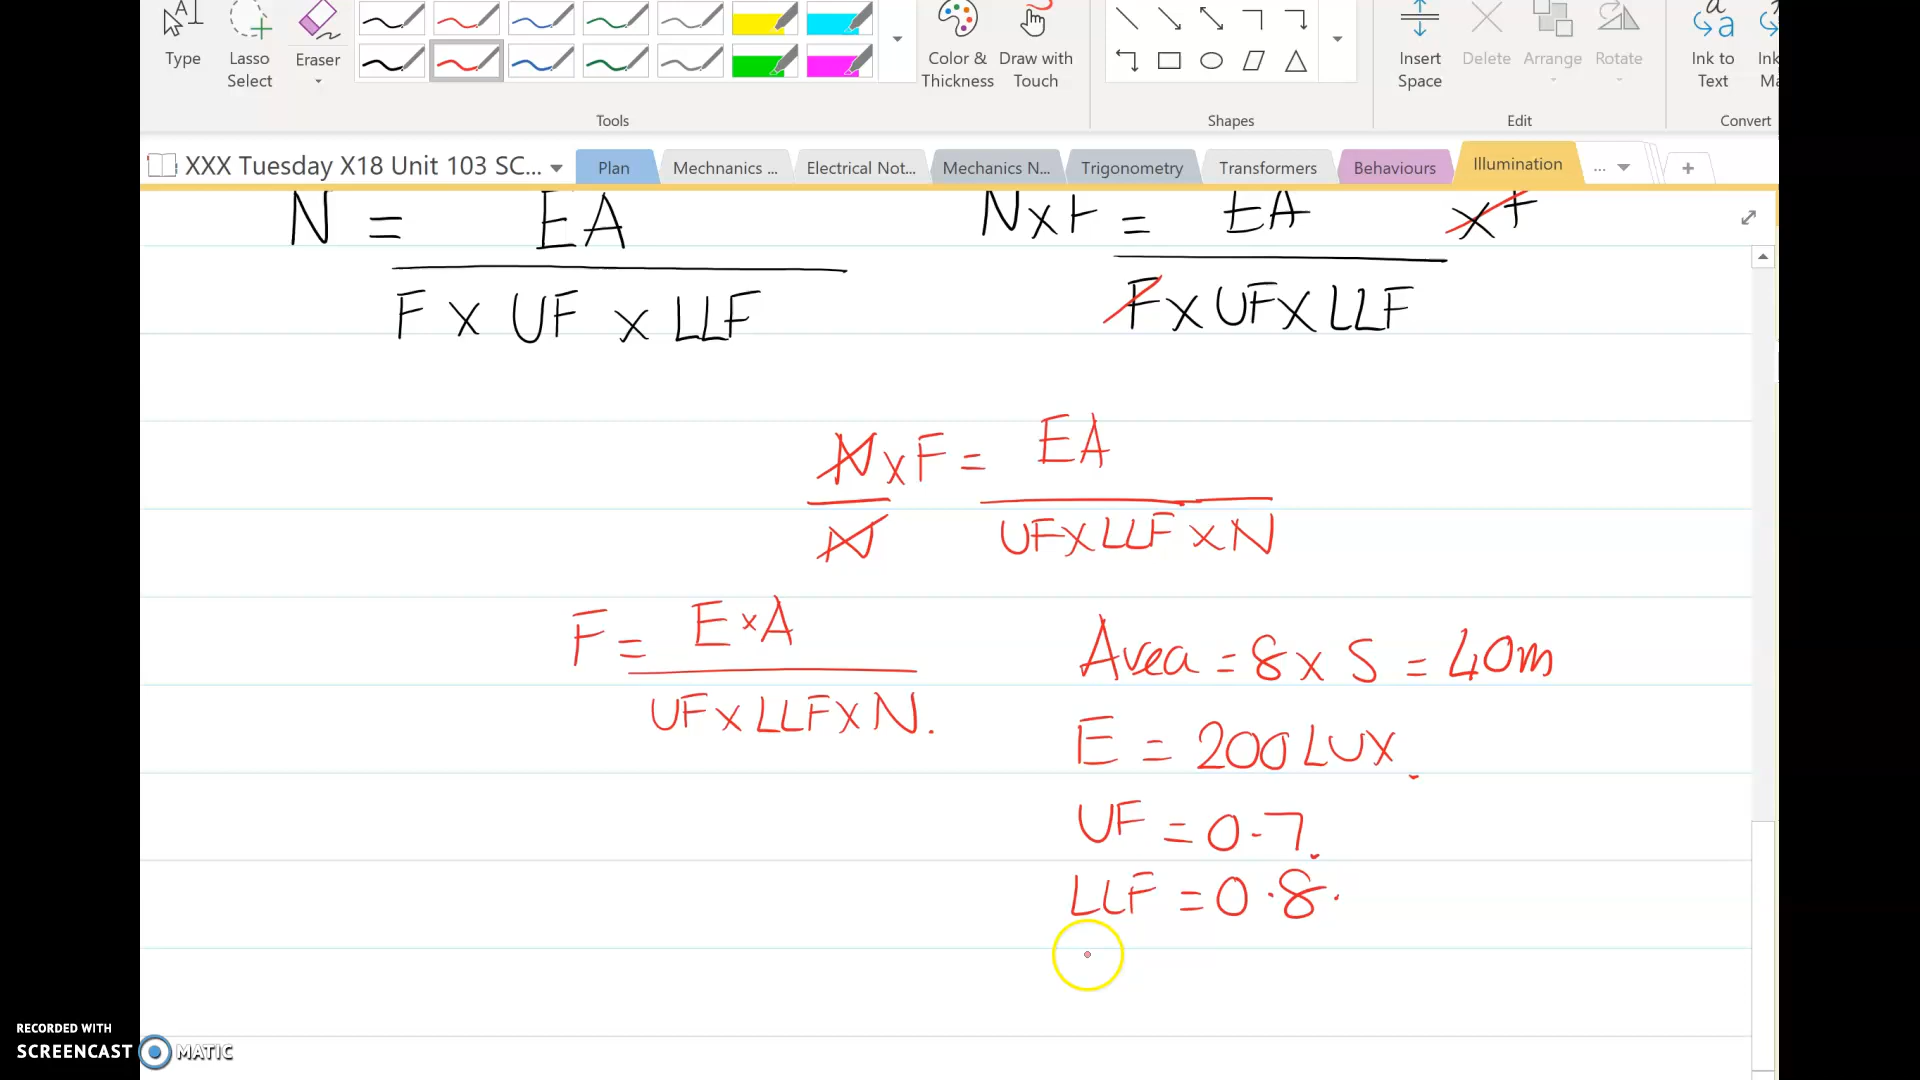 Type
Lasso Select
Eraser
Color & Thickness
Draw with Touch
Insert Space
Delete
Arrange
Rotate
Ink to Text
Ink
Ma
Tools
Shapes
Edit
Convert
XXX Tuesday X18 Unit 103 SC...
Plan
Mechnanics ...
Electrical Not...
Mechanics N...
Trigonometry
Transformers
Behaviours
Illumination
...
N = EA
F x UF x LLF
N x F = EA x F
F x UF x LLF
N x F = EA
N UF x LLF x N
F = E x A
UF x LLF x N.
Area = 8 x 5 = 40m
E = 200 LUX.
UF = 0.7.
LLF = 0.8.
RECORDED WITH
SCREENCAST MATIC